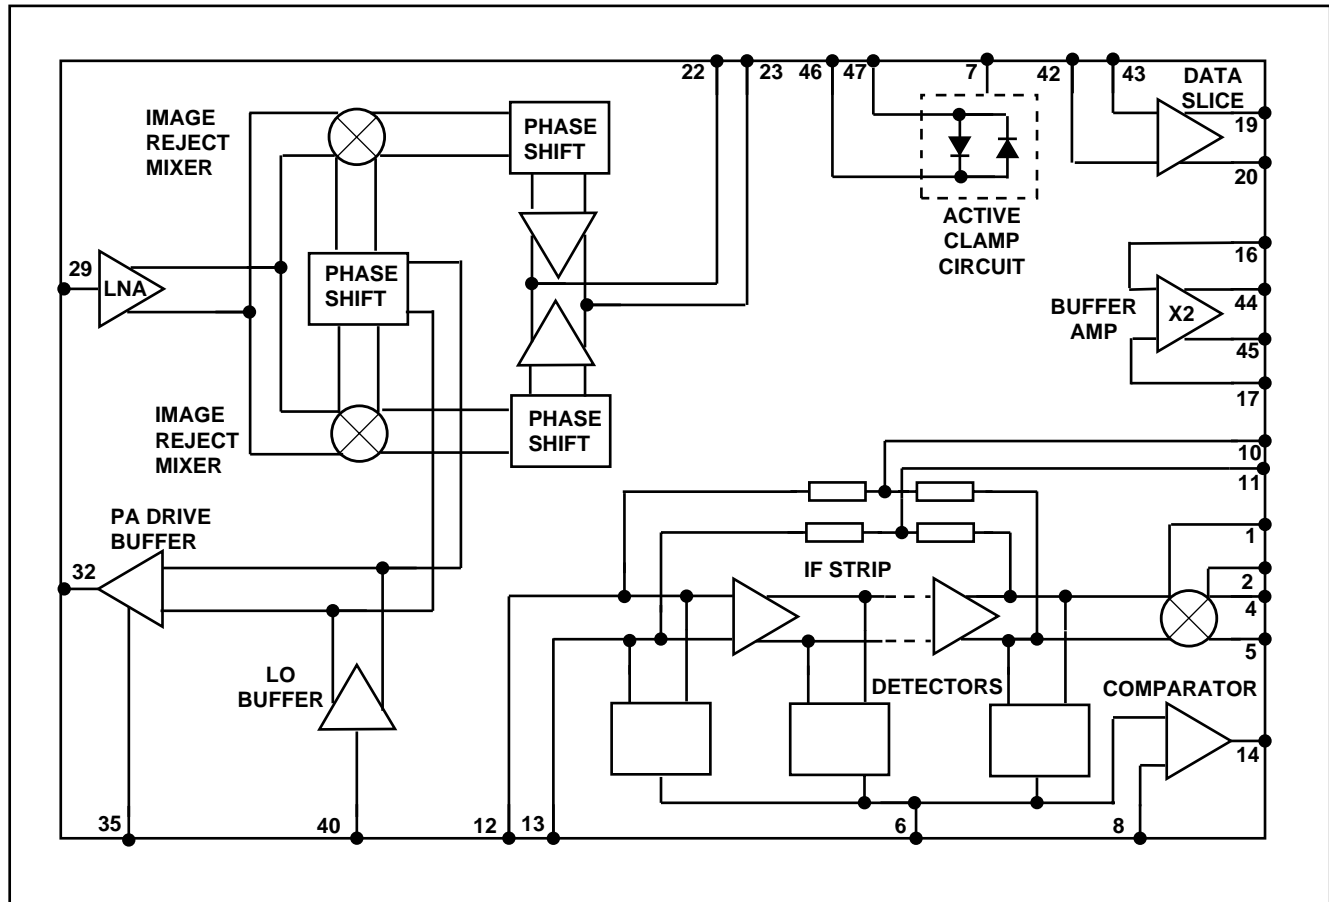 22
23
46
47
7
42
43
DATA
SLICE
19
20
IMAGE
REJECT
MIXER
PHASE
SHIFT
ACTIVE
CLAMP
CIRCUIT
29
LNA
PHASE
SHIFT
16
BUFFER
AMP
X2
44
45
17
IMAGE
REJECT
MIXER
PHASE
SHIFT
10
11
PA DRIVE
BUFFER
32
IF STRIP
1
2
4
5
LO
BUFFER
DETECTORS
COMPARATOR
14
35
40
12
13
6
8